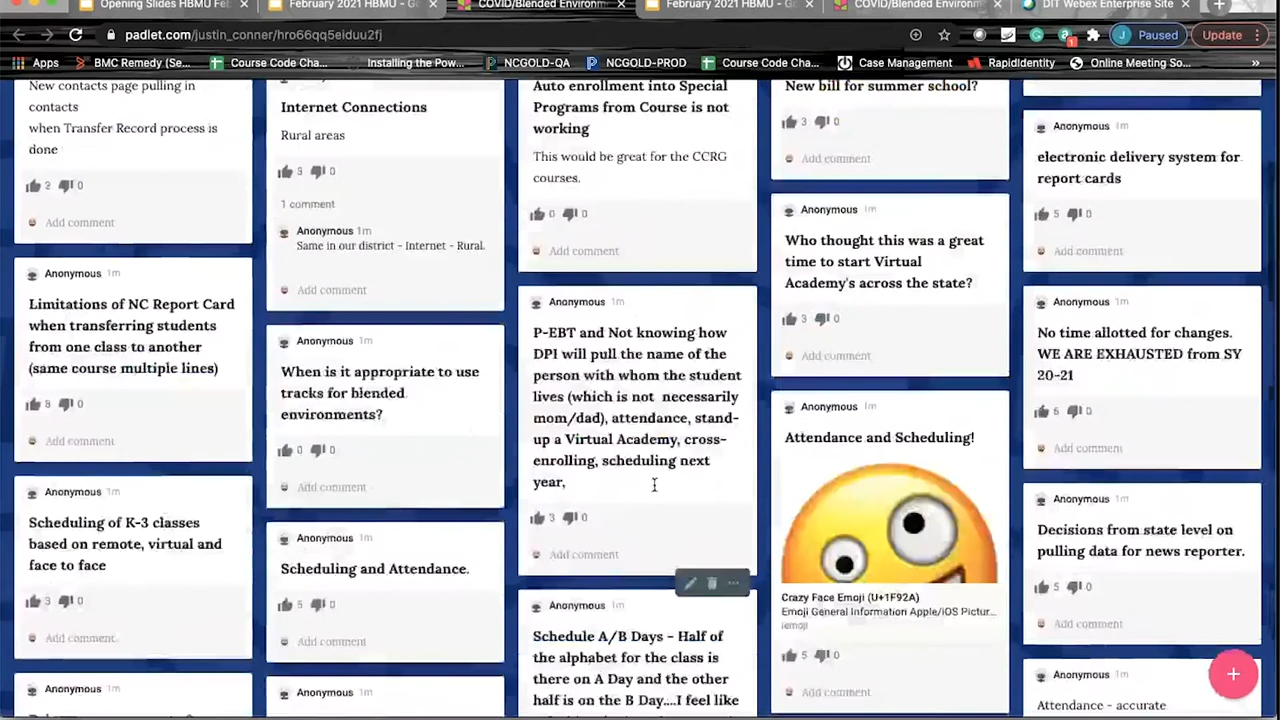 Opening Slides HBMU Fe
February 2021 HBMU - G
COVID/Blended Environm
February 2021 HBMU - G
COVID/Blended Environm
DIT Webex Enterprise Site
padlet.com/justin_conner/hro66qq5eiduu2fj
Paused
Update
Apps
BMC Remedy (Se...
Course Code Cha...
Installing the Pow...
NCGOLD-QA
NCGOLD-PROD
Course Code Cha...
Case Management
RapidIdentity
Online Meeting So...
»
New contacts page pulling in
contacts
when Transfer Record process is
done
2 0
Add comment
Anonymous 1m
Limitations of NC Report Card
when transferring students
from one class to another
(same course multiple lines)
8 0
Add comment
Anonymous 1m
Scheduling of K-3 classes
based on remote, virtual and
face to face
3 0
Add comment
Anonymous 1m
Internet Connections
Rural areas
3 0
1 comment
Anonymous 1m
Same in our district - Internet - Rural.
Add comment
Anonymous 1m
When is it appropriate to use
tracks for blended
environments?
0 0
Add comment
Anonymous 1m
Scheduling and Attendance.
5 0
Add comment
Anonymous 1m
Auto enrollment into Special
Programs from Course is not
working
This would be great for the CCRG
courses.
0 0
Add comment
Anonymous 1m
P-EBT and Not knowing how
DPI will pull the name of the
person with whom the student
lives (which is not necessarily
mom/dad), attendance, stand-
up a Virtual Academy, cross-
enrolling, scheduling next
year,
3 0
Add comment
Anonymous 1m
Schedule A/B Days - Half of
the alphabet for the class is
there on A Day and the other
half is on the B Day....I feel like
New bill for summer school?
3 0
Add comment
Anonymous 1m
Who thought this was a great
time to start Virtual
Academy's across the state?
3 0
Add comment
Anonymous 1m
Attendance and Scheduling!
Crazy Face Emoji (U+1F92A)
Emoji General Information Apple/iOS Pictur...
iemoji
5 0
Add comment
Anonymous 1m
electronic delivery system for
report cards
5 0
Add comment
Anonymous 1m
No time allotted for changes.
WE ARE EXHAUSTED from SY
20-21
6 0
Add comment
Anonymous 1m
Decisions from state level on
pulling data for news reporter.
5 0
Add comment
Anonymous 1m
Attendance - accurate